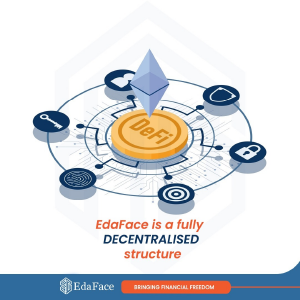 DeFi
EdaFace is a fully
DECENTRALISED
structure
EdaFace
BRINGING FINANCIAL FREEDOM